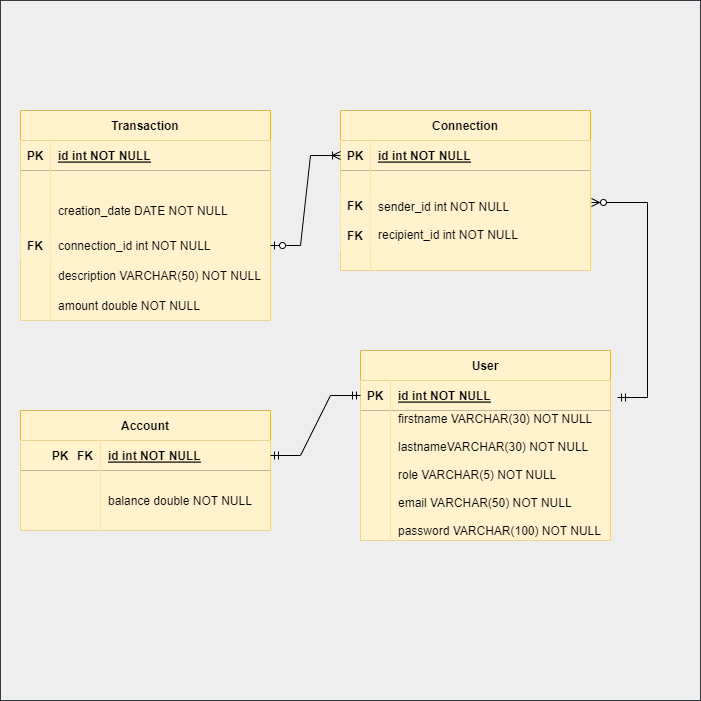 Transaction
PK id int NOT NULL
creation_date DATE NOT NULL
FK connection_id int NOT NULL
description VARCHAR(50) NOT NULL
amount double NOT NULL
Connection
PK id int NOT NULL
FK sender_id int NOT NULL
FK recipient_id int NOT NULL
User
PK id int NOT NULL
firstname VARCHAR(30) NOT NULL
lastnameVARCHAR(30) NOT NULL
role VARCHAR(5) NOT NULL
email VARCHAR(50) NOT NULL
password VARCHAR(100) NOT NULL
Account
PK FK id int NOT NULL
balance double NOT NULL